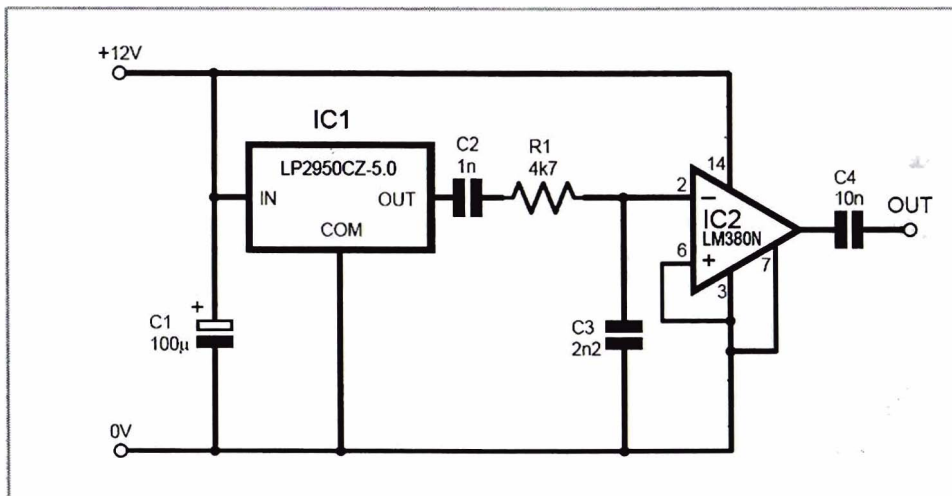 +12V
IC1
LP2950CZ-5.0
IN
OUT
COM
C2
1n
R1
4k7
14
2
−
IC2
LM380N
6
+
7
3
C4
10n
OUT
+
C1
100μ
C3
2n2
0V